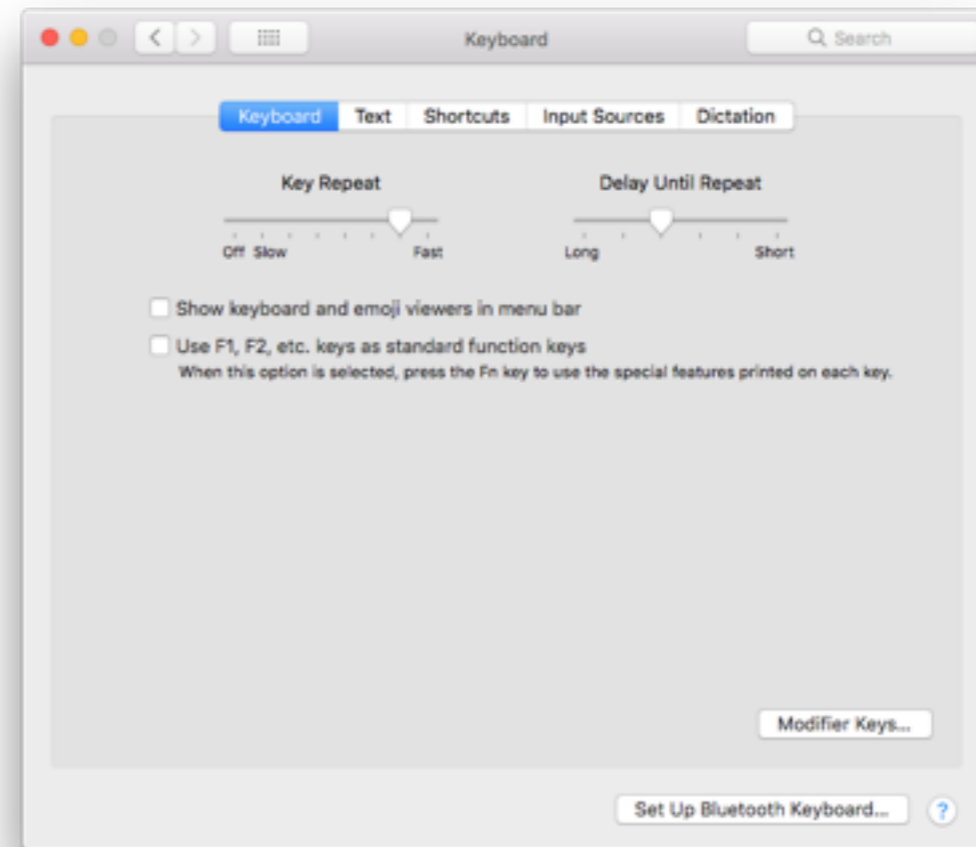 Keyboard
Search
Keyboard Text Shortcuts Input Sources Dictation
Key Repeat Delay Until Repeat
Off Slow Fast Long Short
Show keyboard and emoji viewers in menu bar
Use F1, F2, etc. keys as standard function keys
When this option is selected, press the Fn key to use the special features printed on each key.
Modifier Keys...
Set Up Bluetooth Keyboard... ?